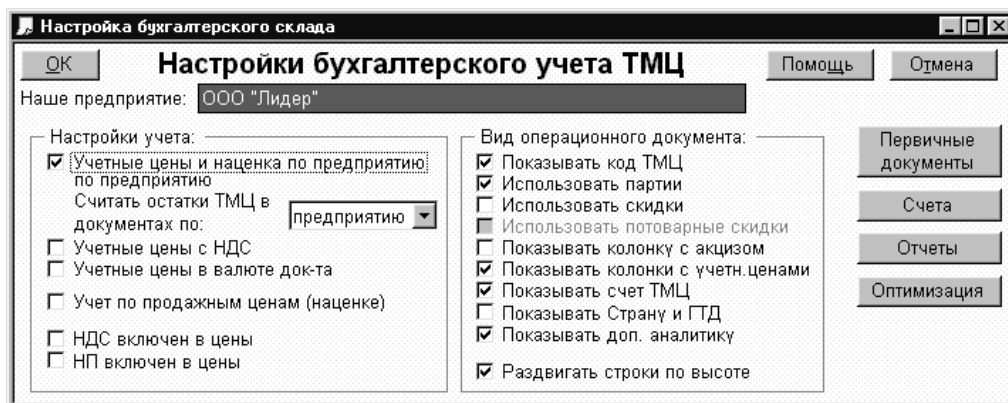 Настройка бухгалтерского склада
ОК Настройки бухгалтерского учета ТМЦ Помощь Отмена
Наше предприятие: ООО "Лидер"
Настройки учета:
Учетные цены и наценка по предприятию
по предприятию
Считать остатки ТМЦ в
документах по: предприятию
Учетные цены с НДС
Учетные цены в валюте док-та
Учет по продажным ценам (наценке)
НДС включен в цены
НП включен в цены
Вид операционного документа:
Показывать код ТМЦ
Использовать партии
Использовать скидки
Использовать потоварные скидки
Показывать колонку с акцизом
Показывать колонки с учетн.ценами
Показывать счет ТМЦ
Показывать Страну и ГТД
Показывать доп. аналитику
Раздвигать строки по высоте
Первичные
документы
Счета
Отчеты
Оптимизация